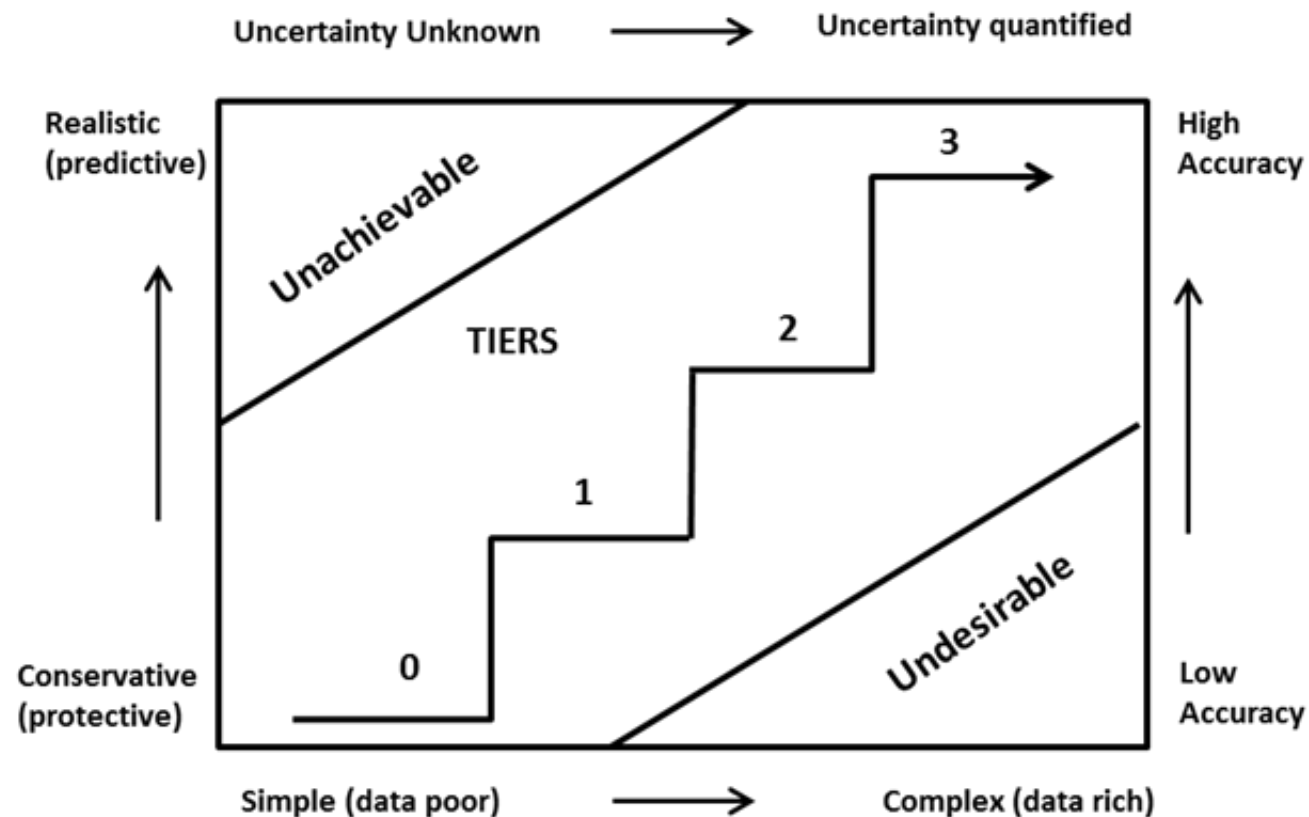 Uncertainty Unknown
Uncertainty quantified
Realistic
(predictive)
High
Accuracy
Unachievable
3
TIERS
2
1
Undesirable
0
Conservative
(protective)
Low
Accuracy
Simple (data poor)
Complex (data rich)